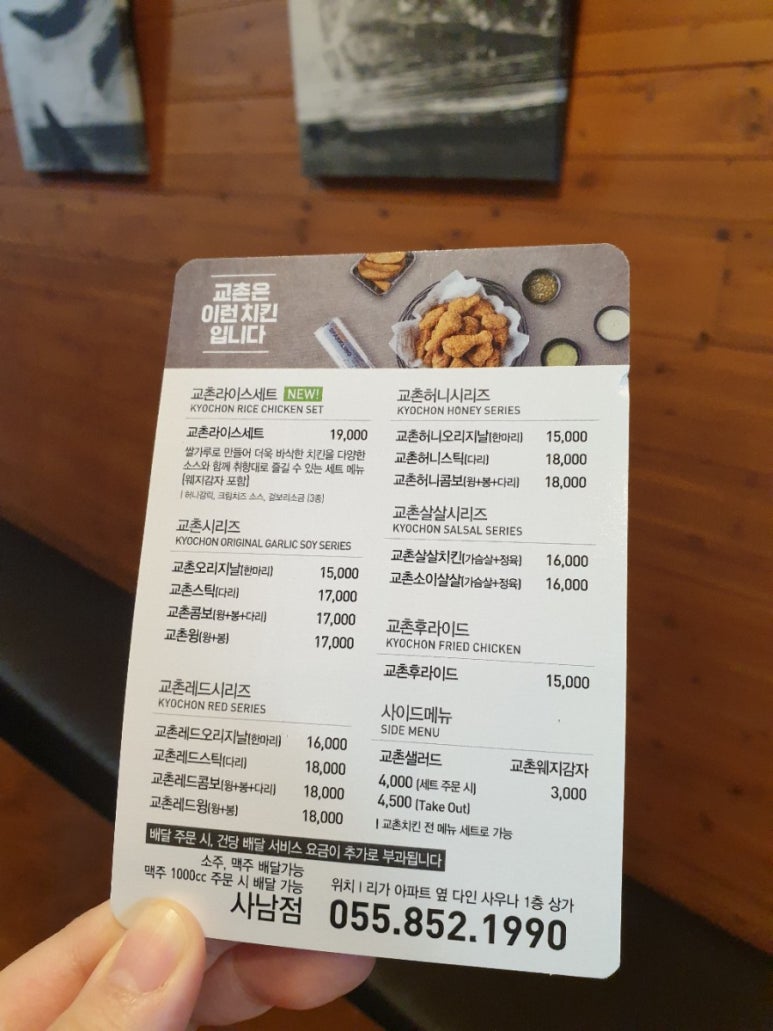 교촌은
이런 치킨
입니다
교촌라이스세트 NEW!
KYOCHON RICE CHICKEN SET
교촌라이스세트 19,000
쌀가루로 만들어 더욱 바삭한 치킨을 다양한
소스와 함께 취향대로 즐길 수 있는 세트 메뉴
[웨지감자 포함]
| 허니갈릭, 크림치즈 소스, 겉보리소금 (3종)
교촌시리즈
KYOCHON ORIGINAL GARLIC SOY SERIES
교촌오리지날(한마리) 15,000
교촌스틱(다리) 17,000
교촌콤보(윙+봉+다리) 17,000
교촌윙(윙+봉) 17,000
교촌레드시리즈
KYOCHON RED SERIES
교촌레드오리지날(한마리) 16,000
교촌레드스틱(다리) 18,000
교촌레드콤보(윙+봉+다리) 18,000
교촌레드윙(윙+봉) 18,000
교촌허니시리즈
KYOCHON HONEY SERIES
교촌허니오리지날(한마리) 15,000
교촌허니스틱(다리) 18,000
교촌허니콤보(윙+봉+다리) 18,000
교촌살살시리즈
KYOCHON SALSAL SERIES
교촌살살치킨(가슴살+정육) 16,000
교촌소이살살(가슴살+정육) 16,000
교촌후라이드
KYOCHON FRIED CHICKEN
교촌후라이드 15,000
사이드메뉴
SIDE MENU
교촌샐러드 교촌웨지감자
4,000 (세트 주문 시) 3,000
4,500 (Take Out)
| 교촌치킨 전 메뉴 세트로 가능
배달 주문 시, 건당 배달 서비스 요금이 추가로 부과됩니다
소주, 맥주 배달가능
맥주 1000cc 주문 시 배달 가능
위치 | 리가 아파트 옆 다인 사우나 1층 상가
사남점 055.852.1990